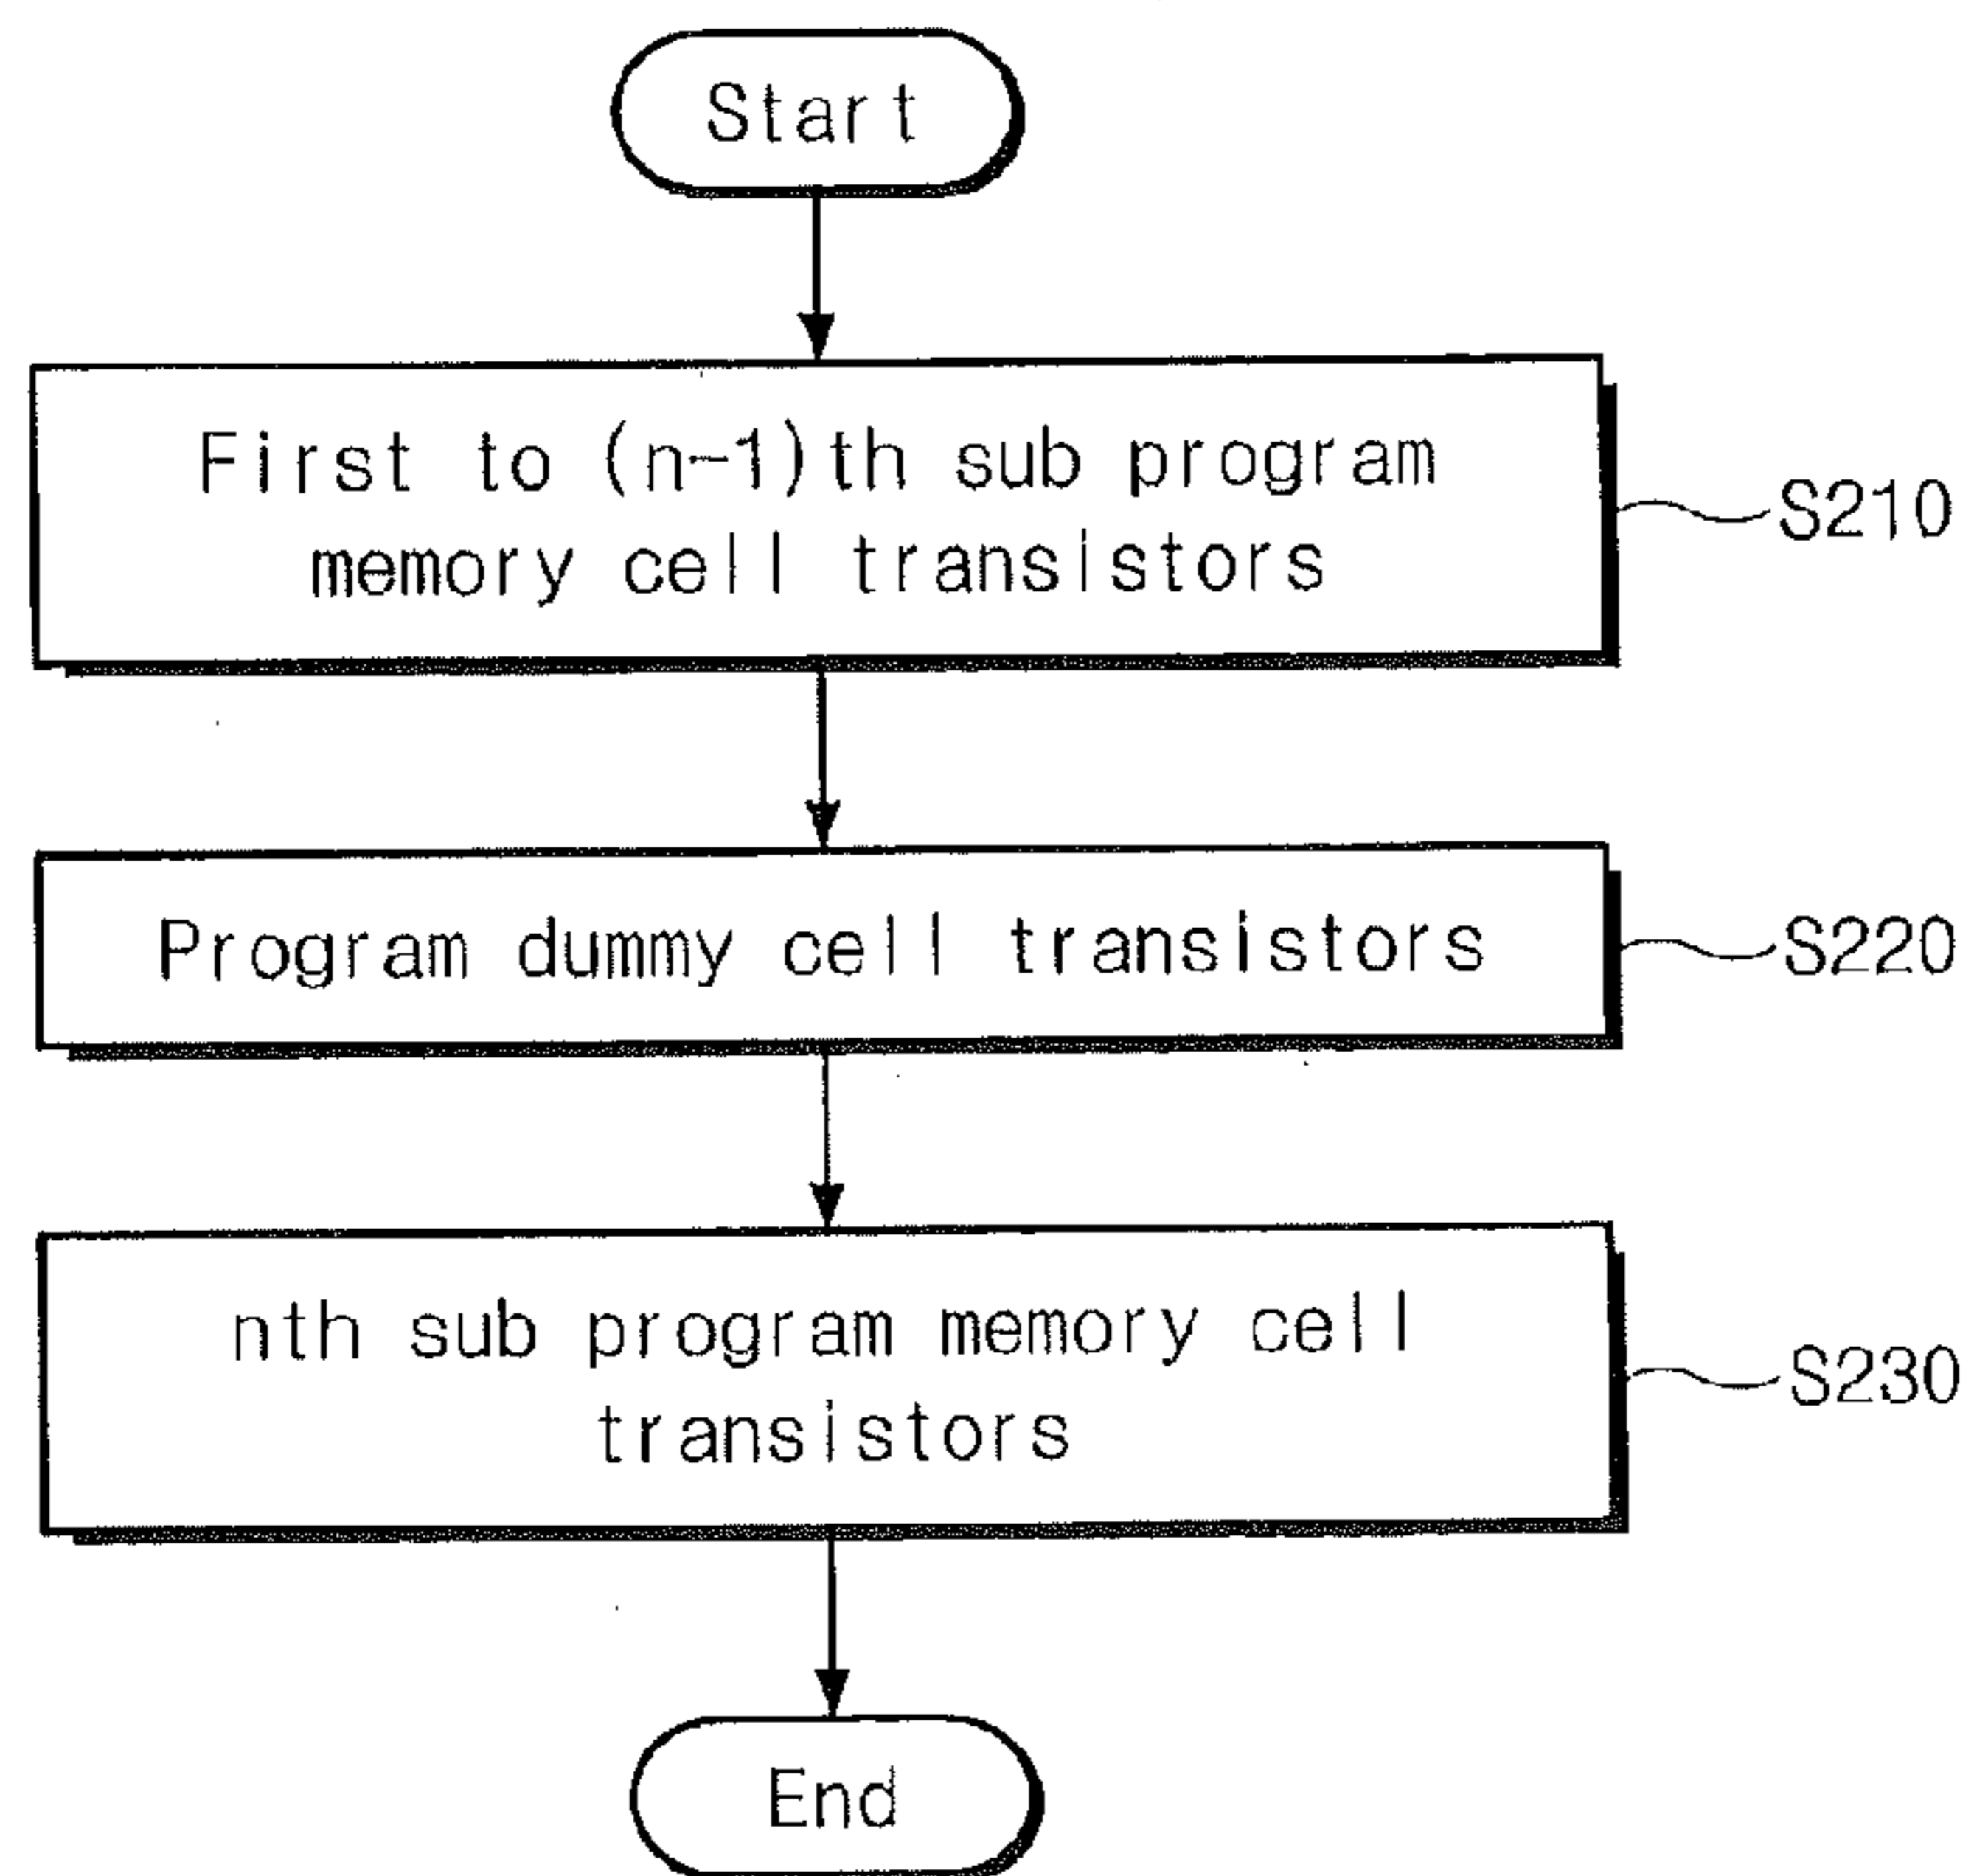 Start
First to (n-1)th sub program
memory cell transistors
S210
Program dummy cell transistors
S220
nth sub program memory cell
transistors
S230
End